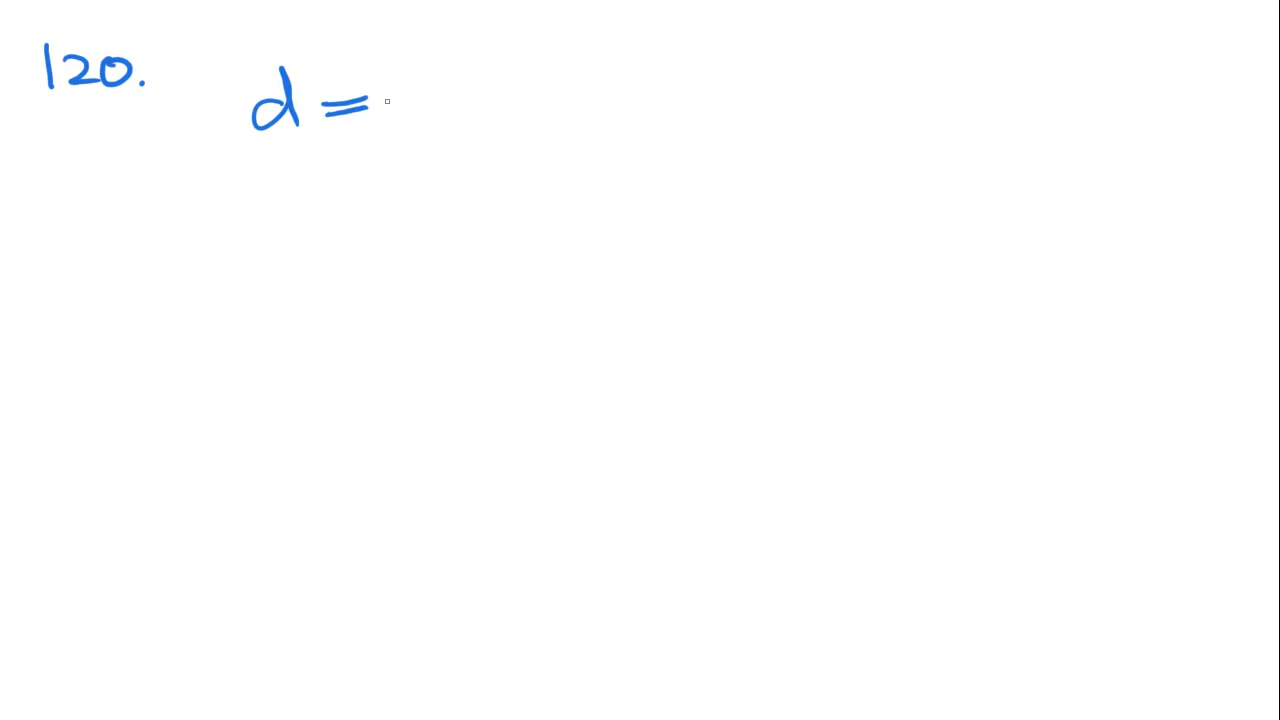 120. d =